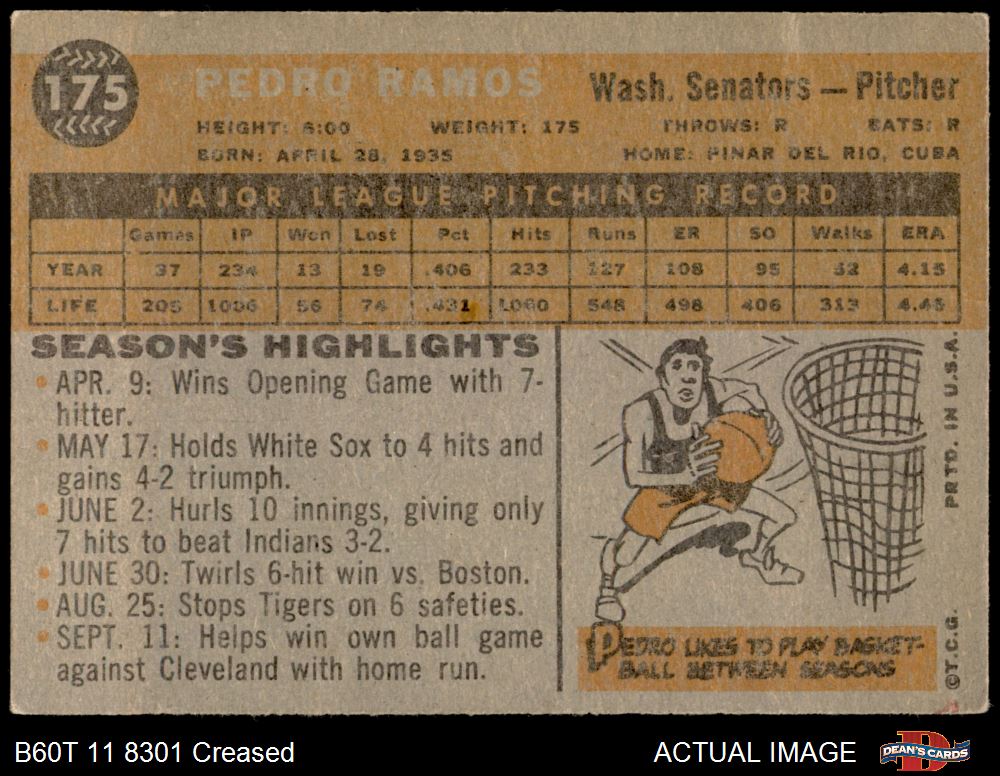 175
PEDRO RAMOS
Wash. Senators — Pitcher
HEIGHT: 6:00 WEIGHT: 175 THROWS: R BATS: R
BORN: APRIL 28, 1935 HOME: PINAR DEL RIO, CUBA
MAJOR LEAGUE PITCHING RECORD
Games IP Won Lost Pct Hits Runs ER SO Walks ERA
YEAR 37 234 13 19 .406 233 127 108 95 52 4.15
LIFE 205 1006 56 74 .431 1060 548 498 406 313 4.45
SEASON'S HIGHLIGHTS
• APR. 9: Wins Opening Game with 7-
hitter.
• MAY 17: Holds White Sox to 4 hits and
gains 4-2 triumph.
• JUNE 2: Hurls 10 innings, giving only
7 hits to beat Indians 3-2.
• JUNE 30: Twirls 6-hit win vs. Boston.
• AUG. 25: Stops Tigers on 6 safeties.
• SEPT. 11: Helps win own ball game
against Cleveland with home run.
PEDRO LIKES TO PLAY BASKET-
BALL BETWEEN SEASONS
©T.C.G. PRTD. IN U.S.A.
B60T 11 8301 Creased
ACTUAL IMAGE
DEAN'S CARDS